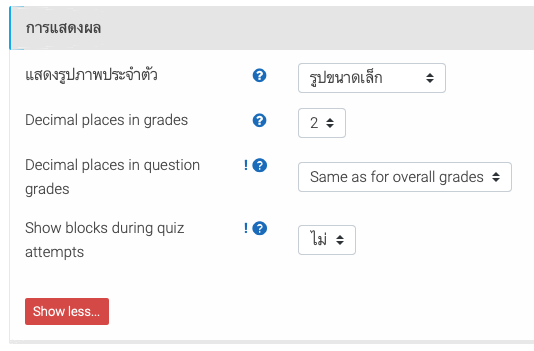 การแสดงผล
แสดงรูปภาพประจำตัว ? รูปขนาดเล็ก
Decimal places in grades ? 2
Decimal places in question ! ? Same as for overall grades
grades
Show blocks during quiz ! ? ไม่
attempts
Show less...